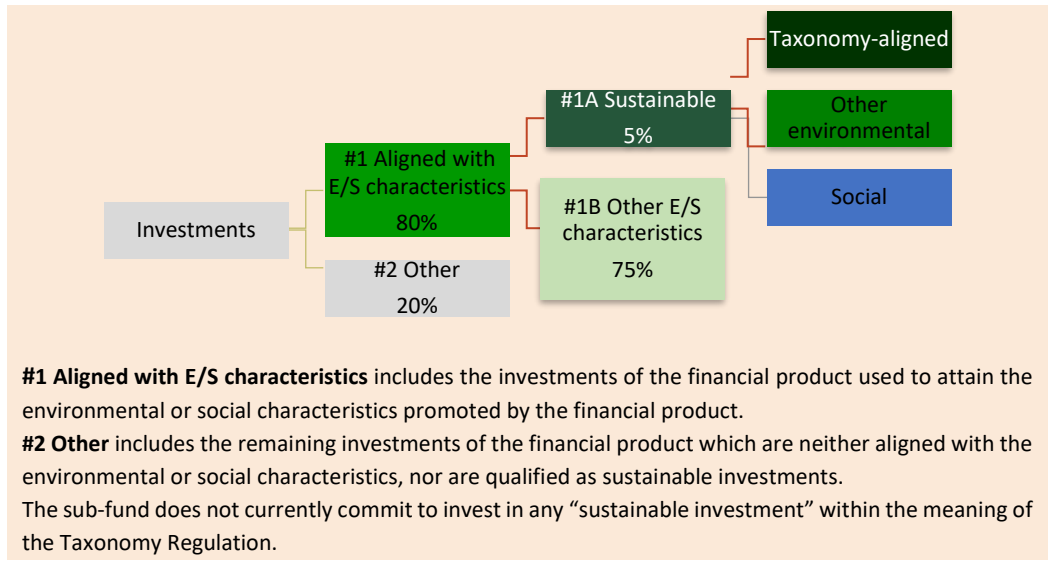 Taxonomy-aligned
#1A Sustainable
5%
Other
environmental
#1 Aligned with
E/S characteristics
80%
#1B Other E/S
characteristics
75%
Social
Investments
#2 Other
20%
#1 Aligned with E/S characteristics includes the investments of the financial product used to attain the
environmental or social characteristics promoted by the financial product.
#2 Other includes the remaining investments of the financial product which are neither aligned with the
environmental or social characteristics, nor are qualified as sustainable investments.
The sub-fund does not currently commit to invest in any “sustainable investment” within the meaning of
the Taxonomy Regulation.